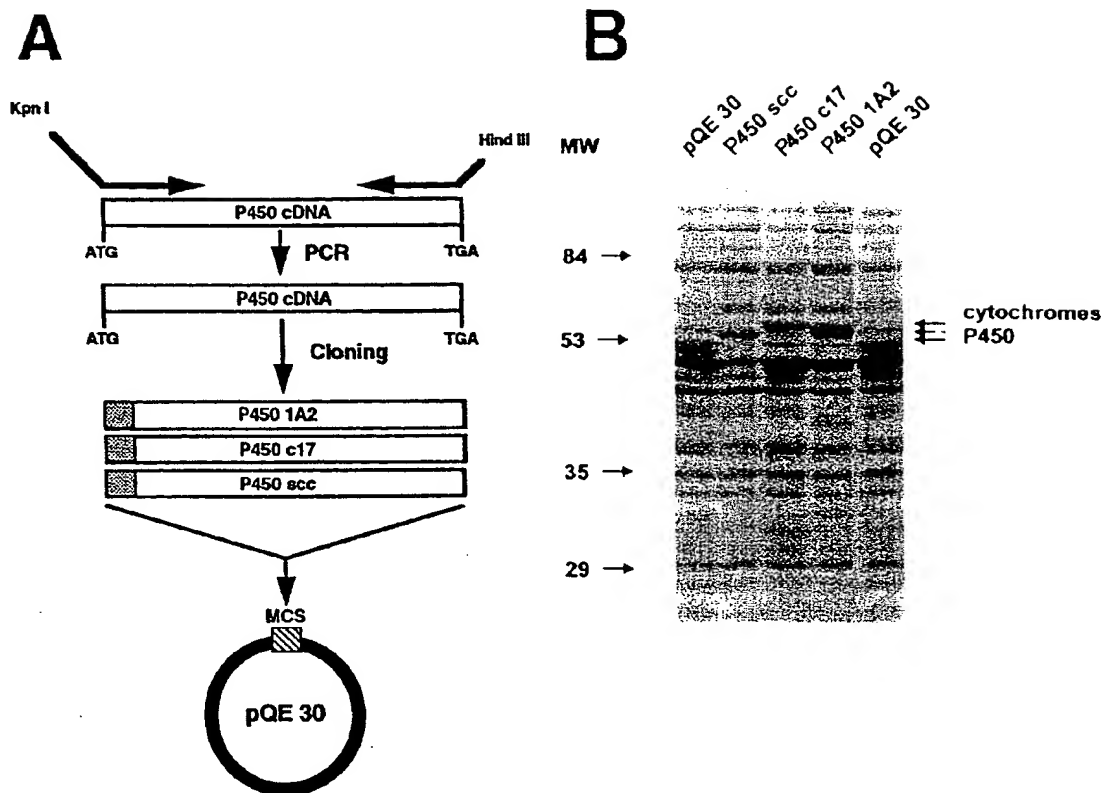 A
Kpn I
Hind III
P450 cDNA
ATG
TGA
PCR
P450 cDNA
ATG
TGA
Cloning
P450 1A2
P450 c17
P450 scc
MCS
pQE 30
B
MW
pQE 30
P450 scc
P450 c17
P450 1A2
pQE 30
84
53
35
29
cytochromes
P450